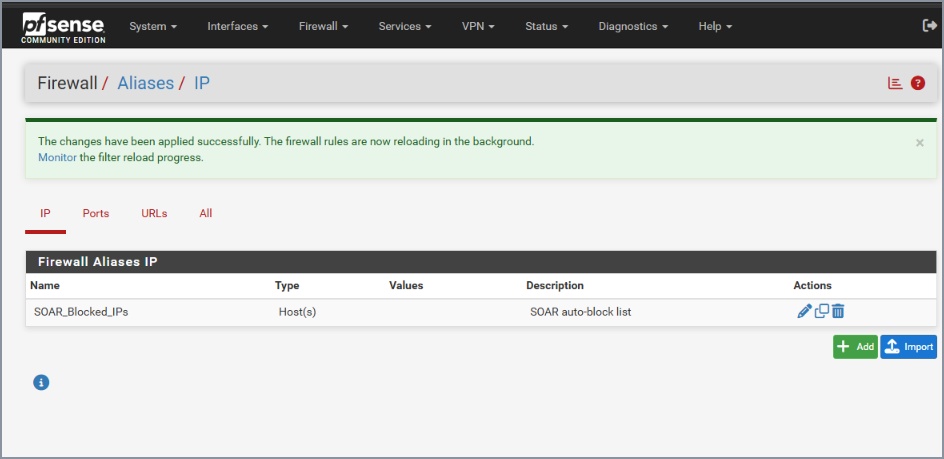 pfsense
COMMUNITY EDITION
System Interfaces Firewall Services VPN Status Diagnostics Help
Firewall / Aliases / IP
The changes have been applied successfully. The firewall rules are now reloading in the background.
Monitor the filter reload progress.
×
IP Ports URLs All
Firewall Aliases IP
Name Type Values Description Actions
SOAR_Blocked_IPs Host(s) SOAR auto-block list
Add Import